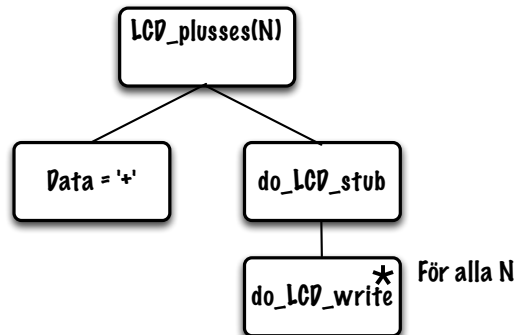 LCD_plusses(N)
Data = '+'
do_LCD_stub
*
do_LCD_write
För alla N